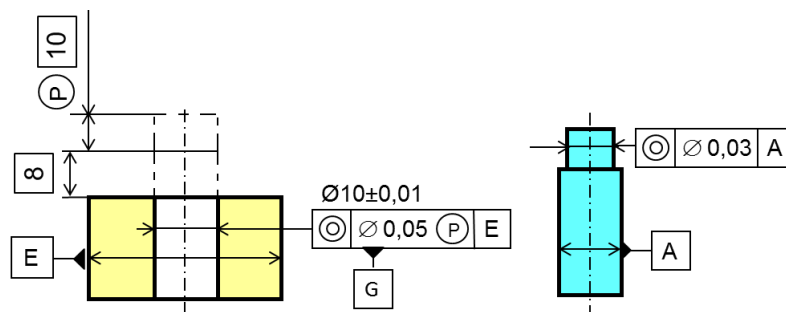 Ⓟ 10
8
E
Ø10±0,01
◎ ∅ 0,05 Ⓟ E
G
◎ ∅ 0,03 A
A